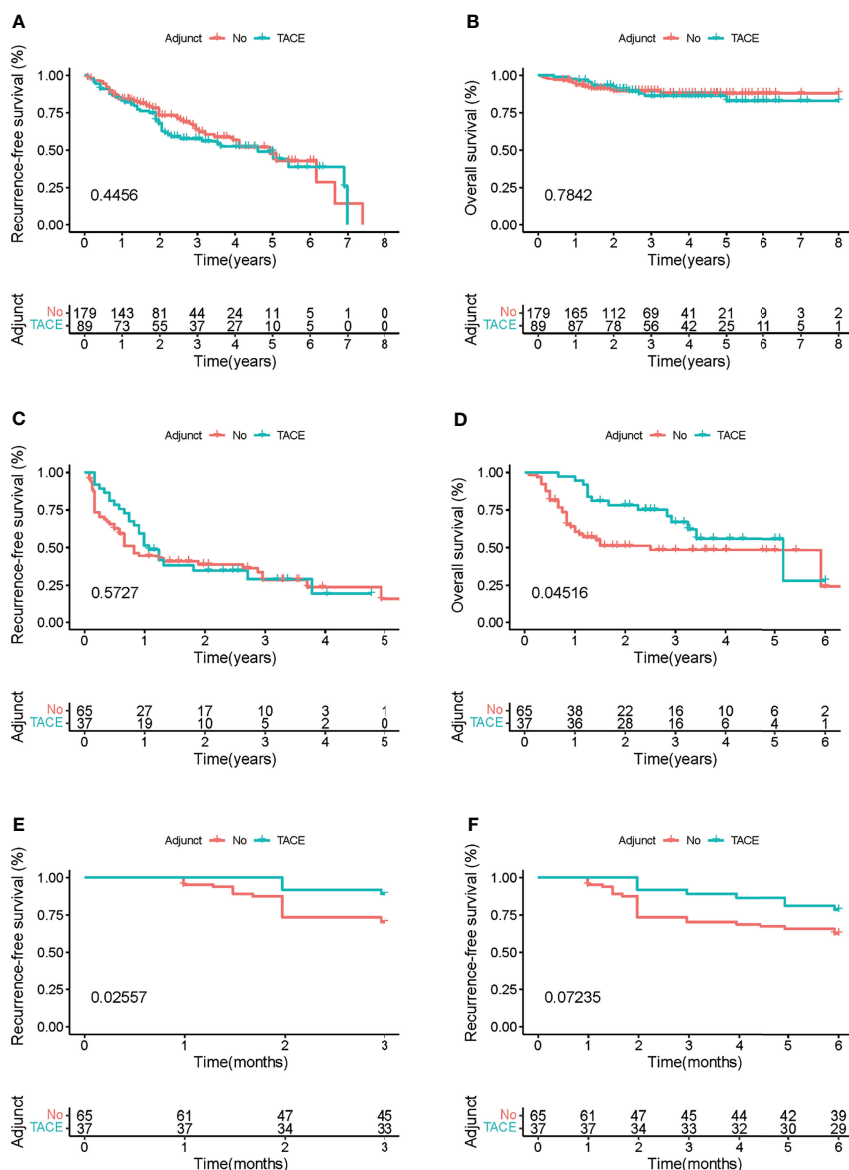 A
Adjunct No TACE
Recurrence-free survival (%)
1.00
0.75
0.50
0.25
0.00
0.4456
0 1 2 3 4 5 6 7 8
Time(years)
Adjunct
No 179 143 81 44 24 11 5 1 0
TACE 89 73 55 37 27 10 5 0 0
0 1 2 3 4 5 6 7 8
Time(years)
B
Adjunct No TACE
Overall survival (%)
1.00
0.75
0.50
0.25
0.00
0.7842
0 1 2 3 4 5 6 7 8
Time(years)
Adjunct
No 179 165 112 69 41 21 9 3 2
TACE 89 87 78 56 42 25 11 5 1
0 1 2 3 4 5 6 7 8
Time(years)
C
Adjunct No TACE
Recurrence-free survival (%)
1.00
0.75
0.50
0.25
0.00
0.5727
0 1 2 3 4 5
Time(years)
Adjunct
No 65 27 17 10 3 1
TACE 37 19 10 5 2 0
0 1 2 3 4 5
Time(years)
D
Adjunct No TACE
Overall survival (%)
1.00
0.75
0.50
0.25
0.00
0.04516
0 1 2 3 4 5 6
Time(years)
Adjunct
No 65 38 22 16 10 6 2
TACE 37 36 28 16 6 4 1
0 1 2 3 4 5 6
Time(years)
E
Adjunct No TACE
Recurrence-free survival (%)
1.00
0.75
0.50
0.25
0.00
0.02557
0 1 2 3
Time(months)
Adjunct
No 65 61 47 45
TACE 37 37 34 33
0 1 2 3
Time(months)
F
Adjunct No TACE
Recurrence-free survival (%)
1.00
0.75
0.50
0.25
0.00
0.07235
0 1 2 3 4 5 6
Time(months)
Adjunct
No 65 61 47 45 44 42 39
TACE 37 37 34 33 32 30 29
0 1 2 3 4 5 6
Time(months)